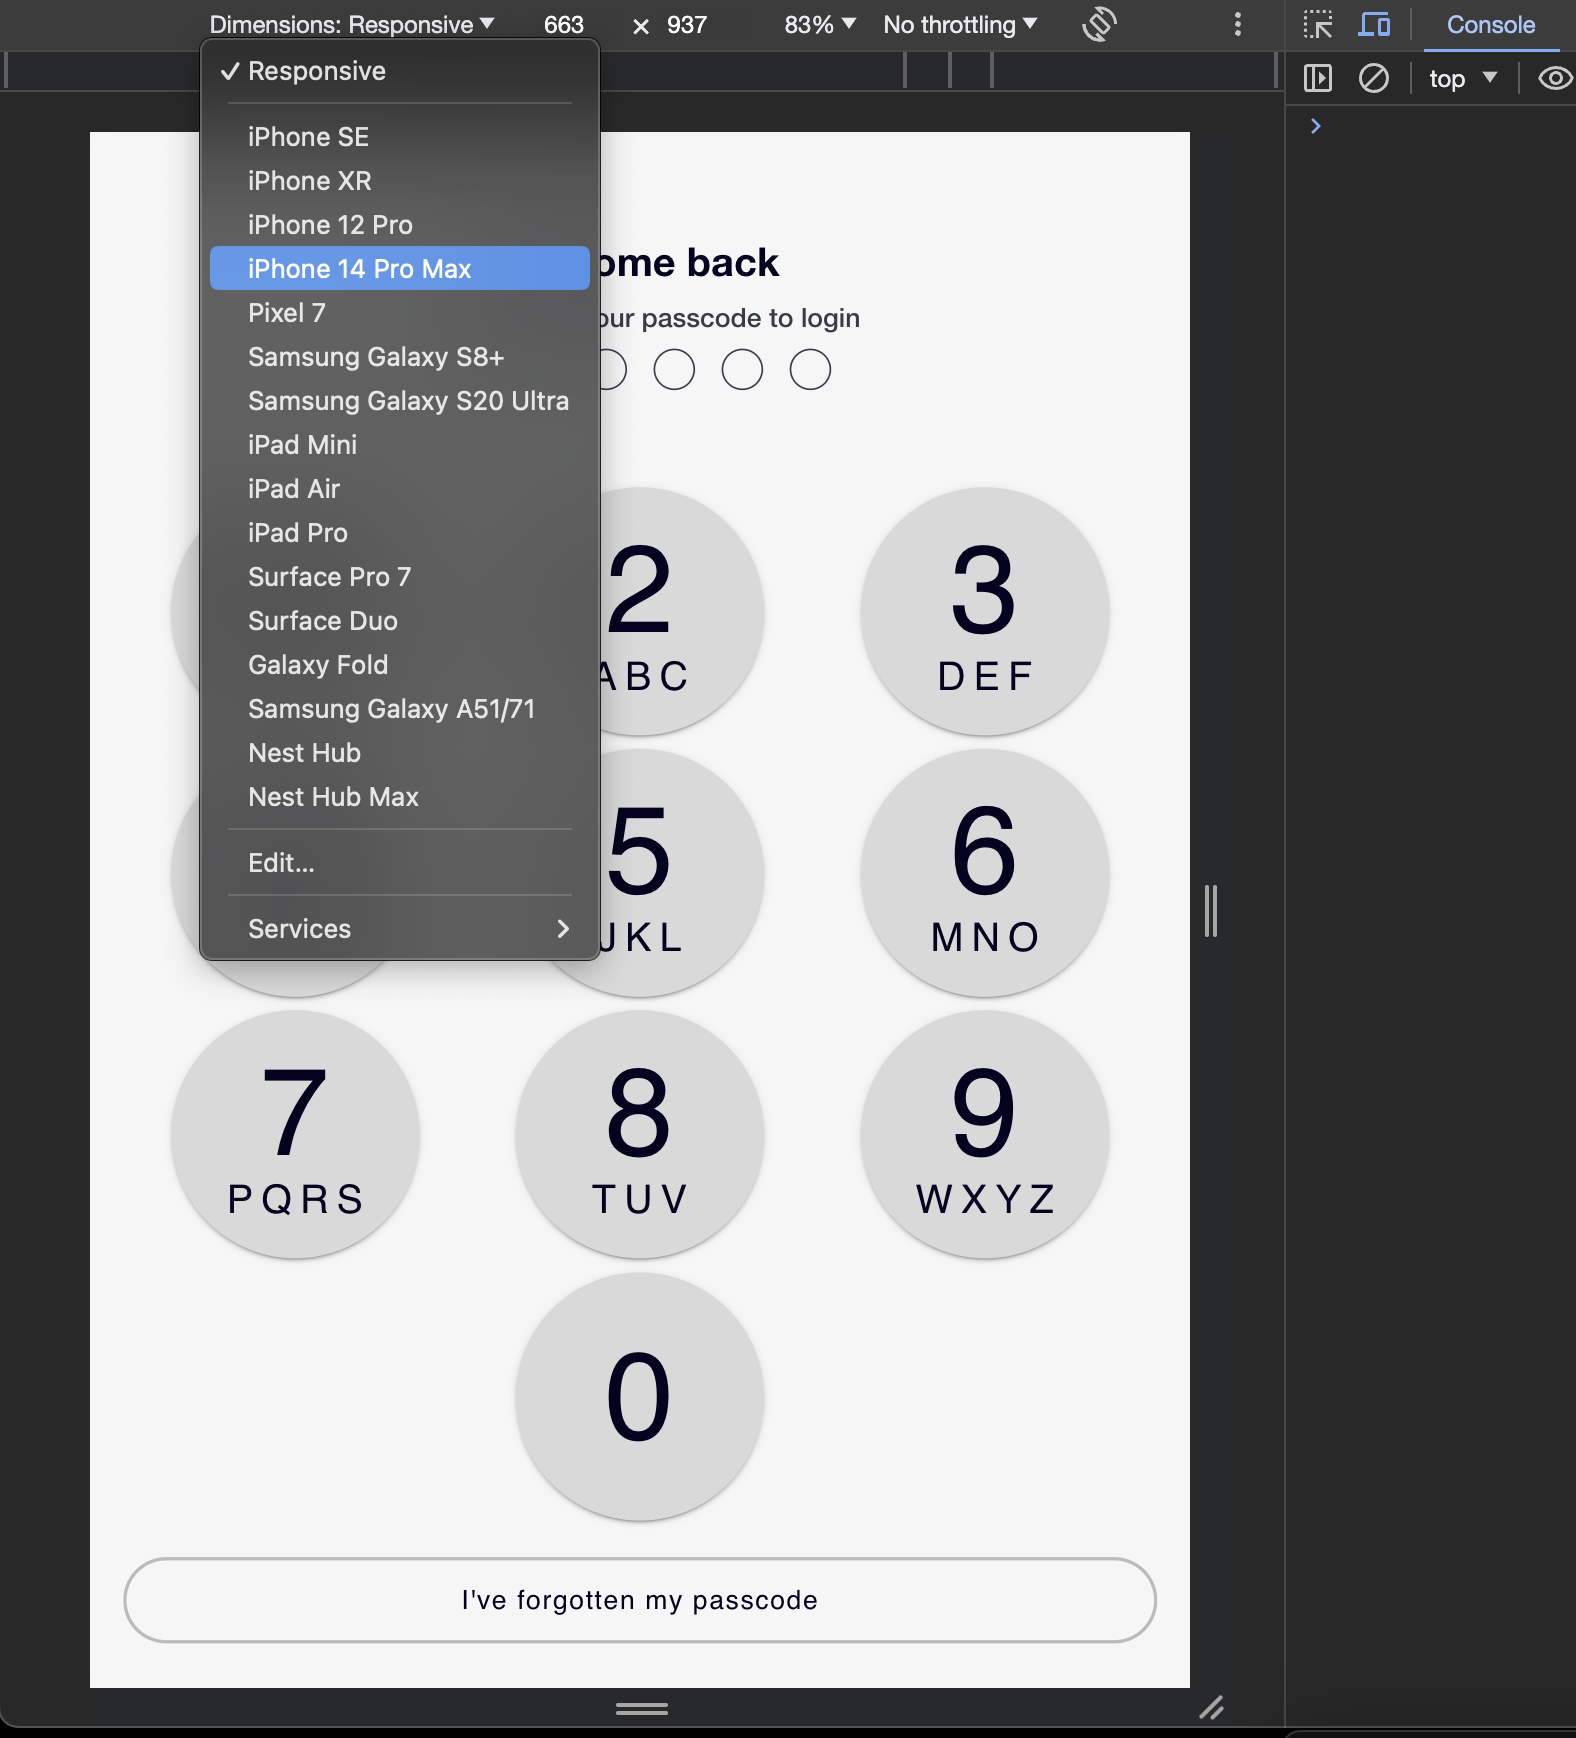 Dimensions: Responsive ▼ 663 × 937 83% ▼ No throttling ▼ Console
top ▼
✓ Responsive
iPhone SE
iPhone XR
iPhone 12 Pro
iPhone 14 Pro Max
Pixel 7
Samsung Galaxy S8+
Samsung Galaxy S20 Ultra
iPad Mini
iPad Air
iPad Pro
Surface Pro 7
Surface Duo
Galaxy Fold
Samsung Galaxy A51/71
Nest Hub
Nest Hub Max
Edit...
Services
ome back
our passcode to login
2 3
ABC DEF
5 6
JKL MNO
7 8 9
PQRS TUV WXYZ
0
I've forgotten my passcode